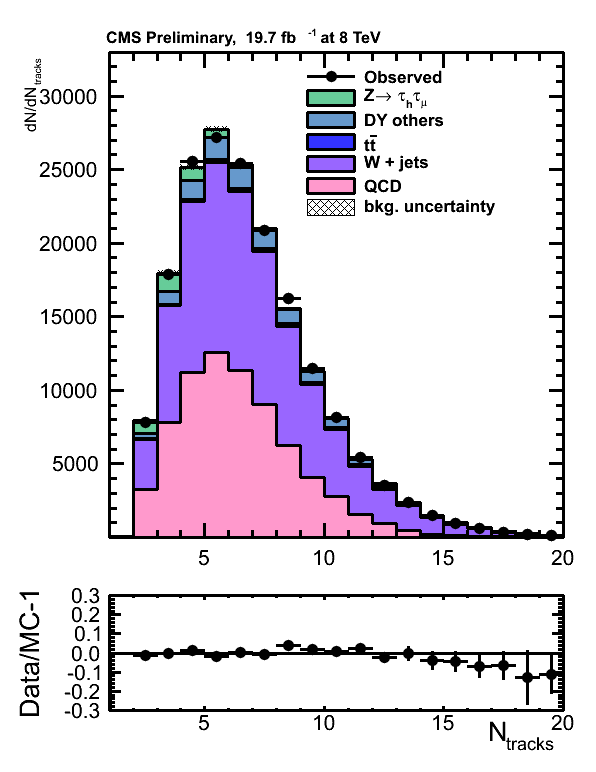 CMS Preliminary, 19.7 fb -1 at 8 TeV
dN/dNtracks
30000
25000
20000
15000
10000
5000
Observed
Z→ τhτμ
DY others
tt̄
W + jets
QCD
bkg. uncertainty
5 10 15 20
Data/MC-1
0.3
0.2
0.1
0.0
-0.1
-0.2
-0.3
5 10 15 20
Ntracks